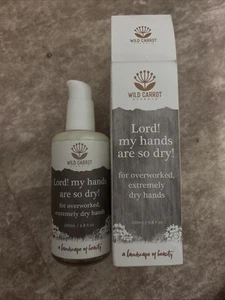 WILD CARROT
Lord!
my hands
are so dry!
for overworked,
extremely
dry hands
a landscape of beauty
WILD CARROT
Lord! my hands
are so dry!
for overworked,
extremely dry hands
a landscape of beauty